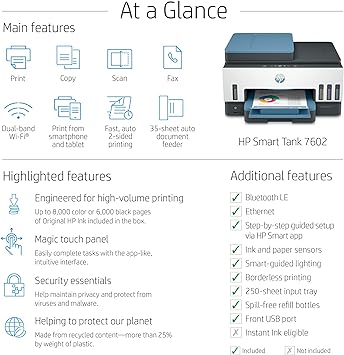 At a Glance
Main features
Print
Copy
Scan
Fax
Dual-band
Wi-Fi®
Print from
smartphone
and tablet
Fast, auto
2-sided
printing
35-sheet auto
document
feeder
hp
HP Smart Tank 7602
Highlighted features
Engineered for high-volume printing
Up to 8,000 color or 6,000 black pages
of Original HP Ink included in the box.
Magic touch panel
Easily complete tasks with the app-like,
intuitive interface.
Security essentials
Help maintain privacy and protect from
viruses and malware.
Helping to protect our planet
Made from recycled content—more than 25%
by weight of plastic.
Additional features
Bluetooth LE
Ethernet
Step-by-step guided setup
via HP Smart app
Ink and paper sensors
Smart-guided lighting
Borderless printing
250-sheet input tray
Spill-free refill bottles
Front USB port
Instant Ink eligible
Included
Not included